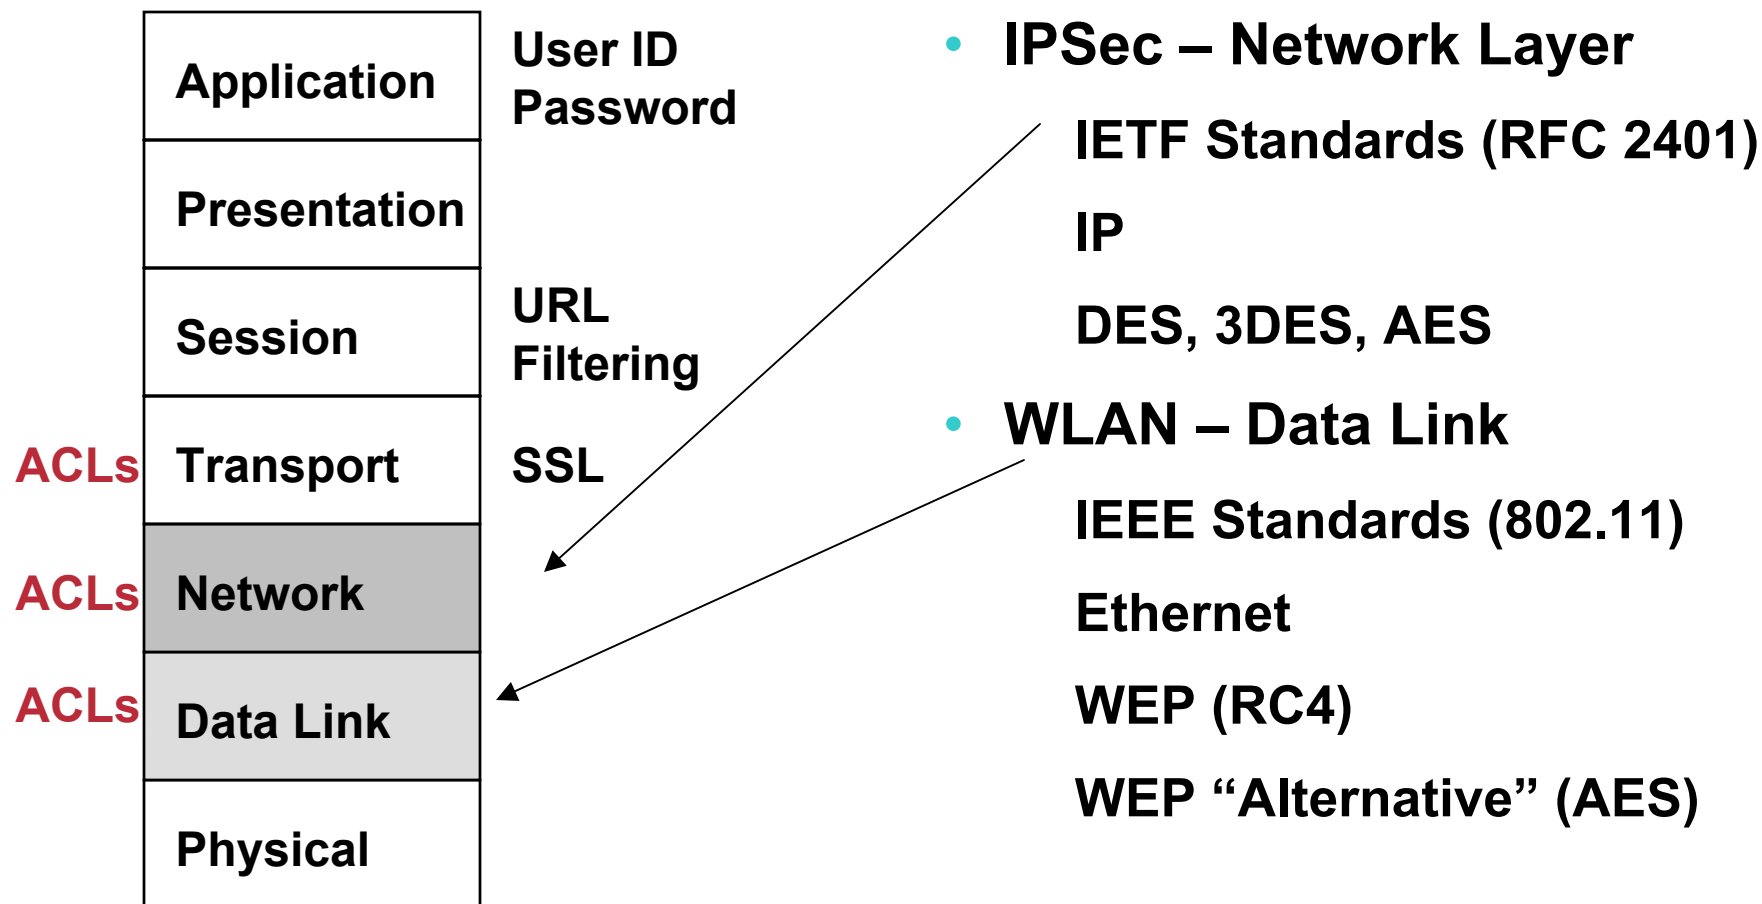 Application
User ID
Password
Presentation
Session
URL
Filtering
ACLs Transport
SSL
ACLs Network
ACLs Data Link
Physical
• IPSec – Network Layer
IETF Standards (RFC 2401)
IP
DES, 3DES, AES
• WLAN – Data Link
IEEE Standards (802.11)
Ethernet
WEP (RC4)
WEP “Alternative” (AES)